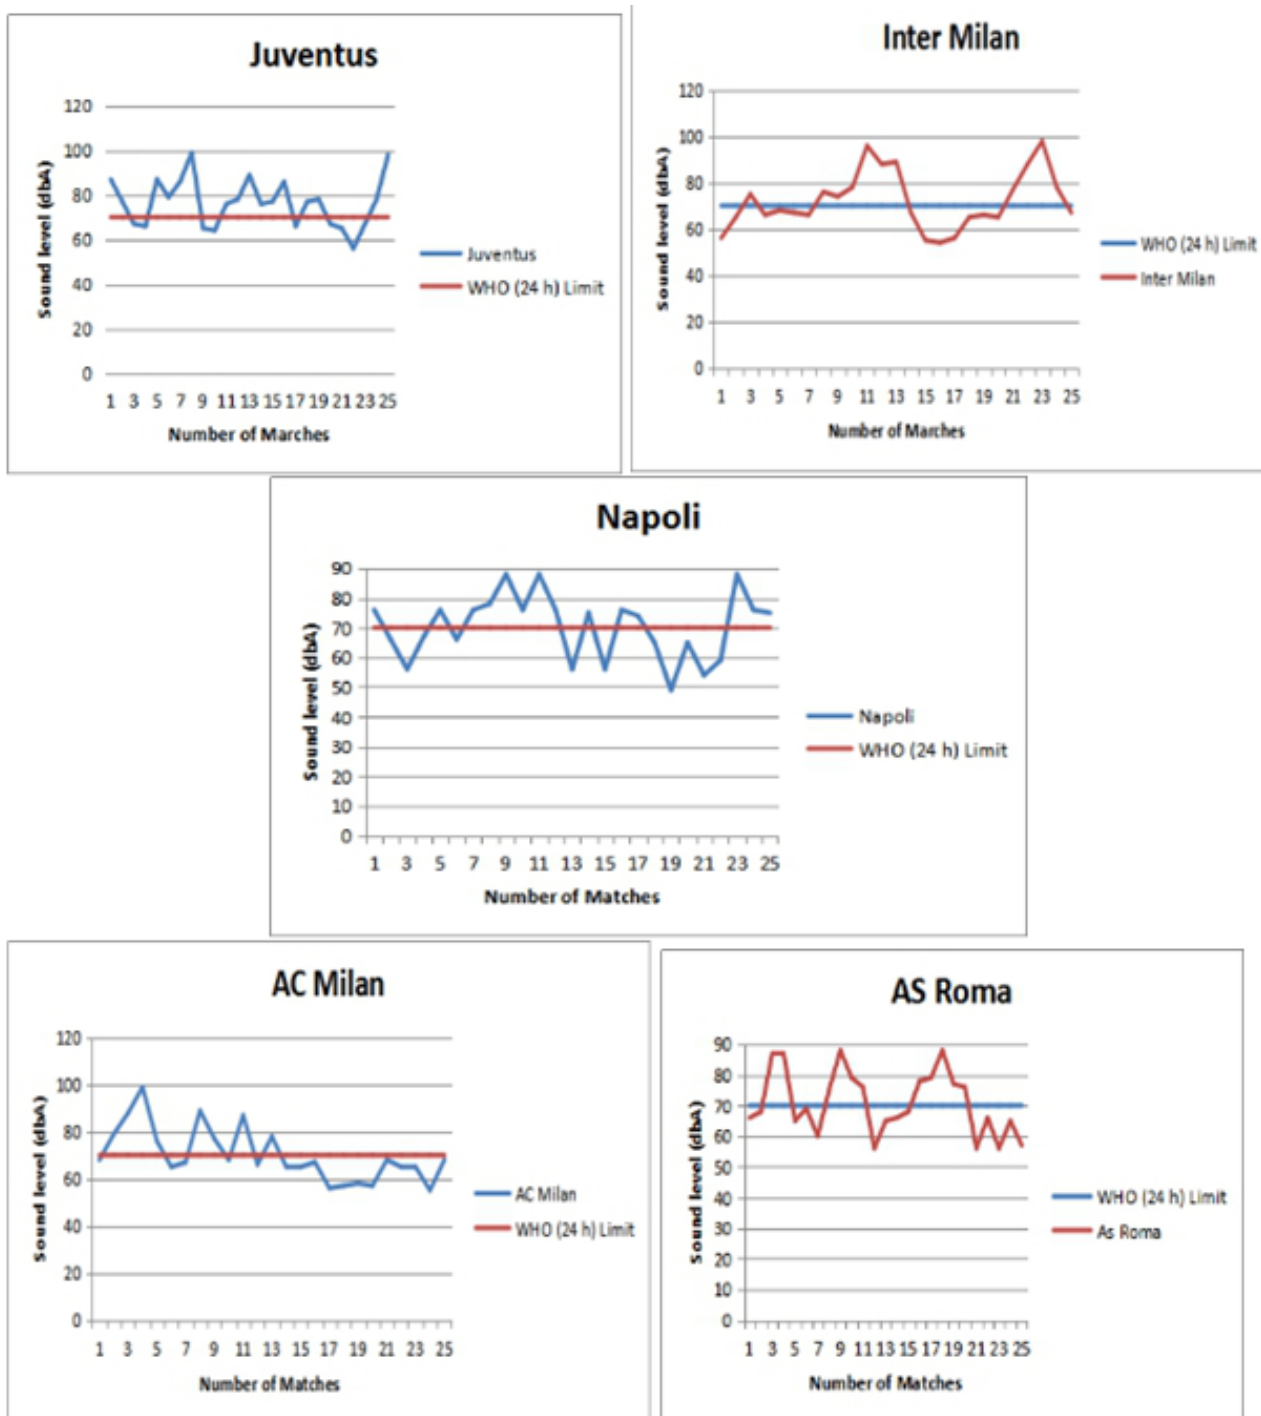 Juventus
120
100
80
60
40
20
0
Sound level (dbA)
1 3 5 7 9 11 13 15 17 19 21 23 25
Number of Marches
Juventus
WHO (24 h) Limit
Inter Milan
120
100
80
60
40
20
0
Sound level (dbA)
1 3 5 7 9 11 13 15 17 19 21 23 25
Number of Marches
WHO (24 h) Limit
Inter Milan
Napoli
90
80
70
60
50
40
30
20
10
0
Sound level (dbA)
1 3 5 7 9 11 13 15 17 19 21 23 25
Number of Matches
Napoli
WHO (24 h) Limit
AC Milan
120
100
80
60
40
20
0
Sound level (dbA)
1 3 5 7 9 11 13 15 17 19 21 23 25
Number of Matches
AC Milan
WHO (24 h) Limit
AS Roma
90
80
70
60
50
40
30
20
10
0
Sound level (dbA)
1 3 5 7 9 11 13 15 17 19 21 23 25
Number of Matches
WHO (24 h) Limit
As Roma